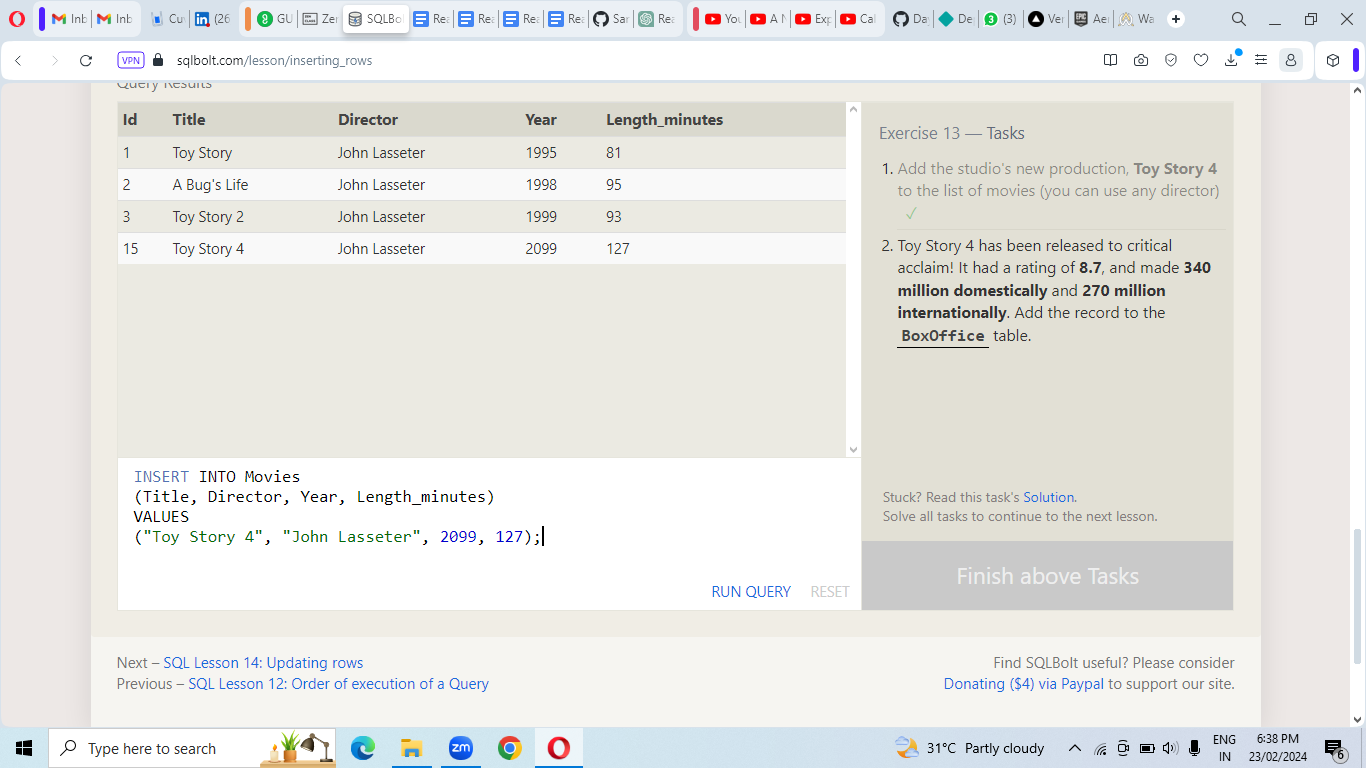 Inb
Inb
Cu
(26
GU
Zer
SQLBo
Rea
Rea
Rea
Rea
Sar
Rea
You
A N
Exp
Cal
Da
De
(3)
Ver
Aer
Wa
VPN
sqlbolt.com/lesson/inserting_rows
Query Results
Id Title Director Year Length_minutes
1 Toy Story John Lasseter 1995 81
2 A Bug's Life John Lasseter 1998 95
3 Toy Story 2 John Lasseter 1999 93
15 Toy Story 4 John Lasseter 2099 127
Exercise 13 — Tasks
1. Add the studio's new production, Toy Story 4
to the list of movies (you can use any director)
✓
2. Toy Story 4 has been released to critical
acclaim! It had a rating of 8.7, and made 340
million domestically and 270 million
internationally. Add the record to the
BoxOffice table.
Stuck? Read this task's Solution.
Solve all tasks to continue to the next lesson.
Finish above Tasks
INSERT INTO Movies
(Title, Director, Year, Length_minutes)
VALUES
("Toy Story 4", "John Lasseter", 2099, 127);
RUN QUERY RESET
Next – SQL Lesson 14: Updating rows
Previous – SQL Lesson 12: Order of execution of a Query
Find SQLBolt useful? Please consider
Donating ($4) via Paypal to support our site.
Type here to search
zm
31°C Partly cloudy
ENG
IN
6:38 PM
23/02/2024
6